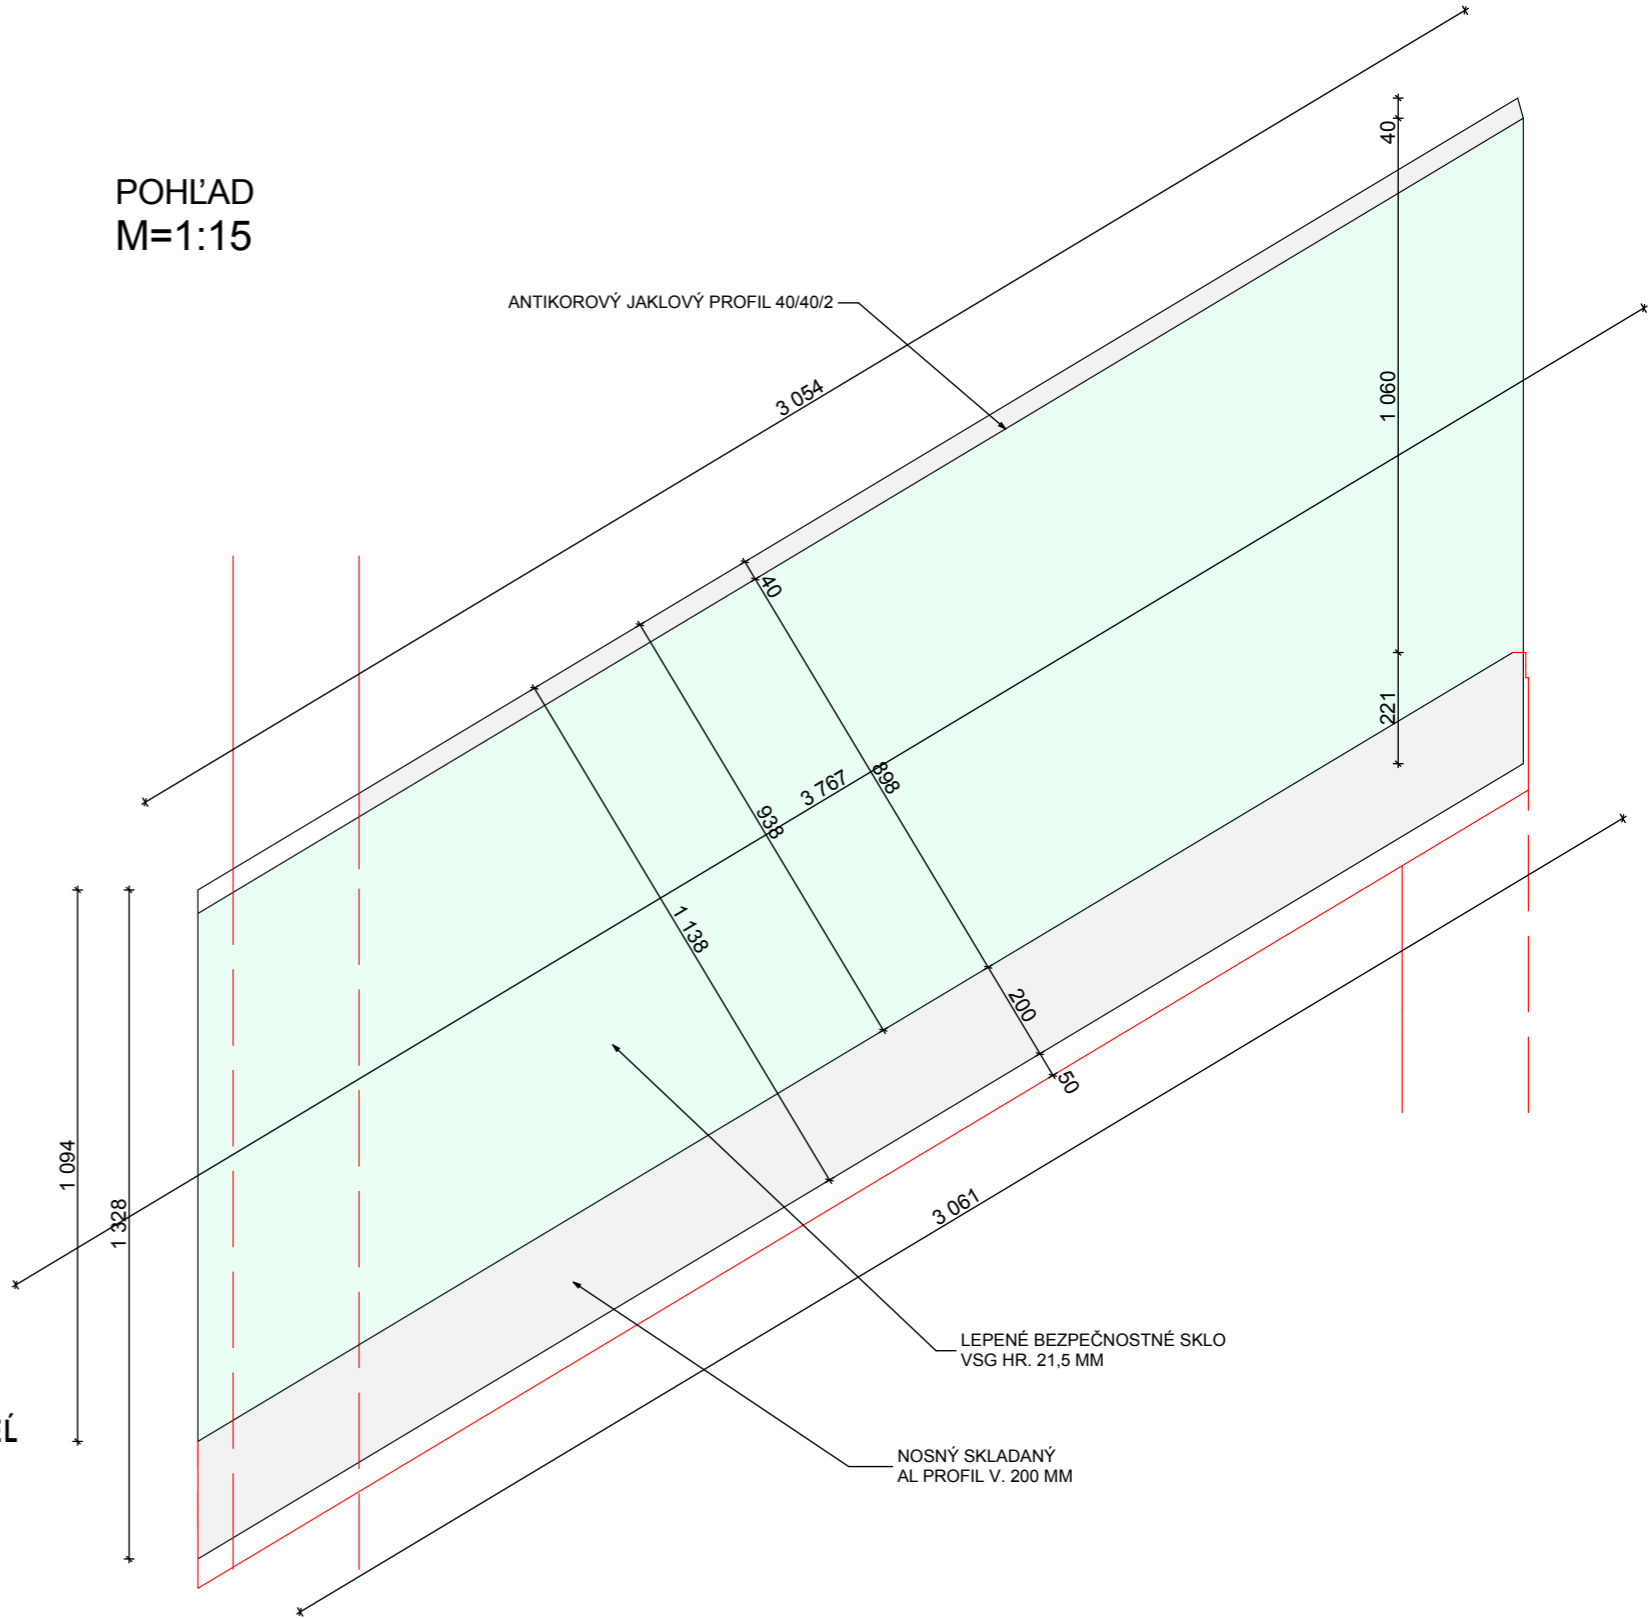 POHĽAD
M=1:15
40
ANTIKOROVÝ JAKLOVÝ PROFIL 40/40/2
3 054
1 060
40
221
3 767
898
938
1 138
200
50
1 094
1 328
3 061
LEPENÉ BEZPEČNOSTNÉ SKLO
VSG HR. 21,5 MM
NOSNÝ SKLADANÝ
AL PROFIL V. 200 MM